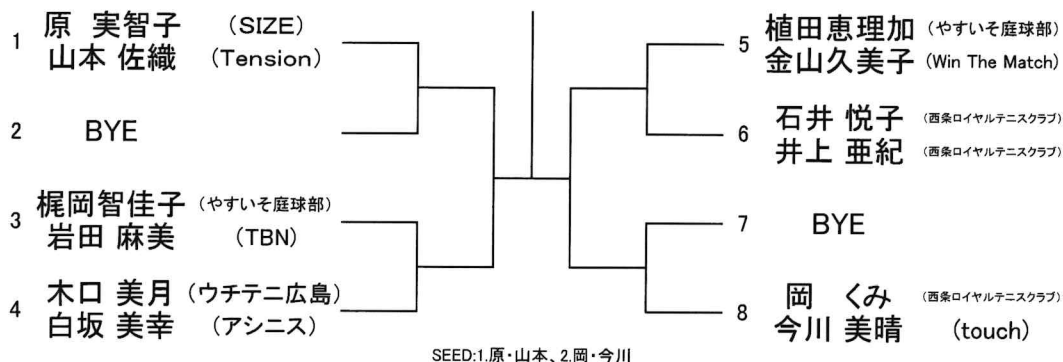 1 原 実智子 (SIZE)
山本 佐織 (Tension)
2 BYE
3 梶岡智佳子 (やすいそ庭球部)
岩田 麻美 (TBN)
4 木口 美月 (ウチテニ広島)
白坂 美幸 (アシニス)
5 植田恵理加 (やすいそ庭球部)
金山久美子 (Win The Match)
6 石井 悦子 (西条ロイヤルテニスクラブ)
井上 亜紀 (西条ロイヤルテニスクラブ)
7 BYE
8 岡 くみ (西条ロイヤルテニスクラブ)
今川 美晴 (touch)
SEED:1.原・山本、2.岡・今川